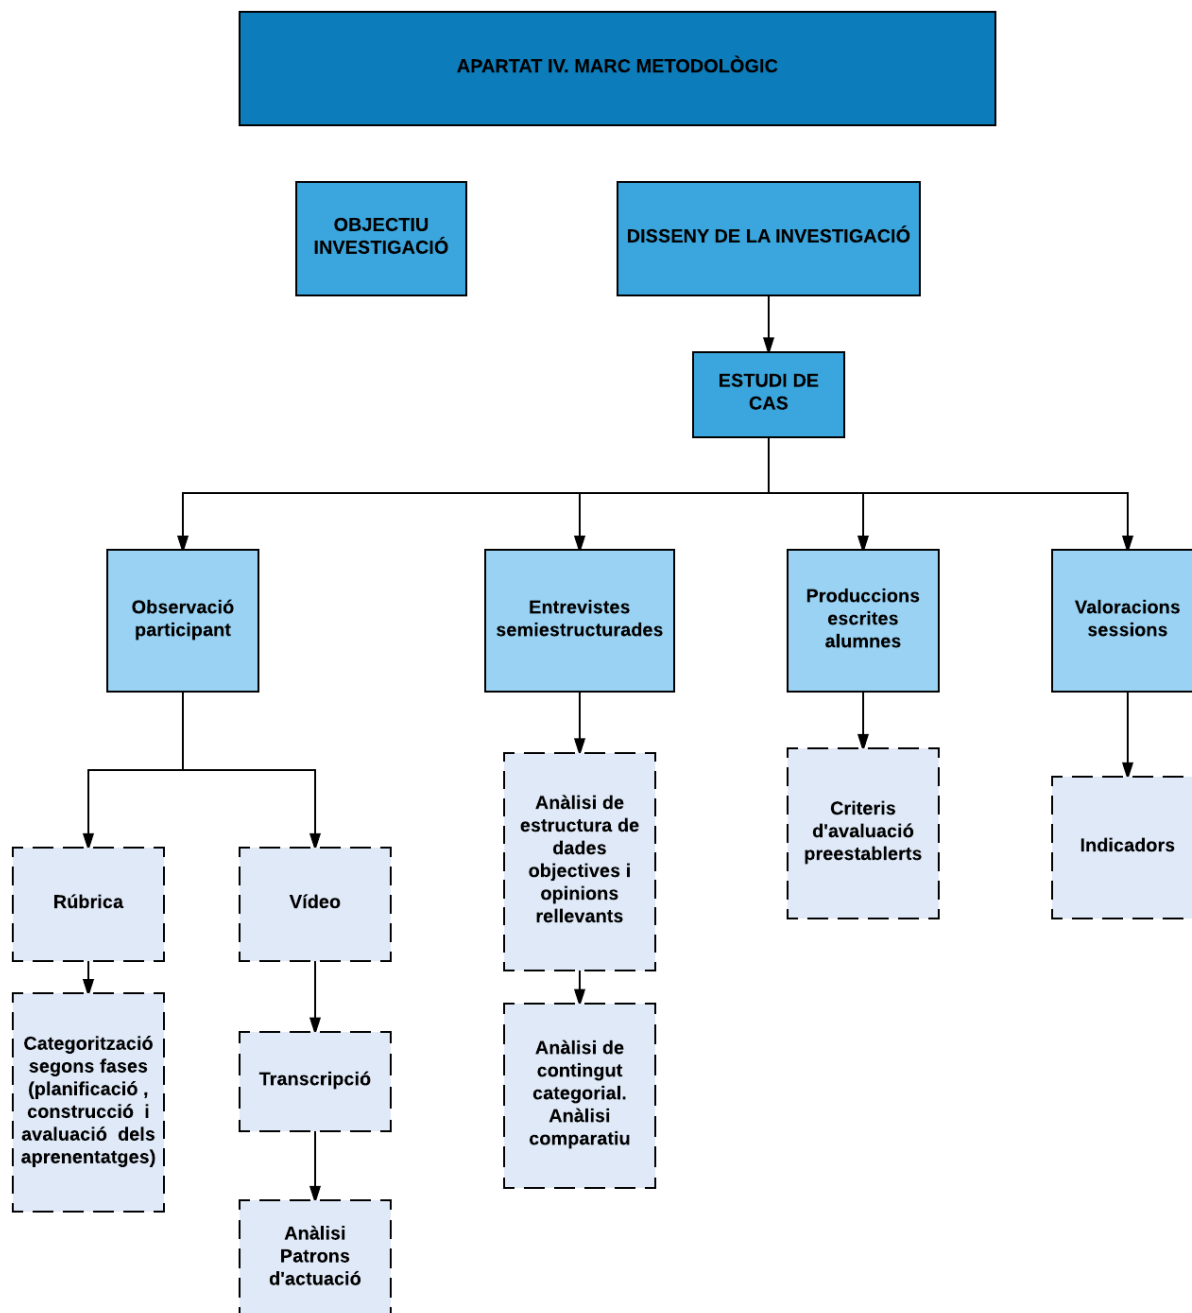 APARTAT IV. MARC METODOLÒGIC
OBJECTIU
INVESTIGACIÓ
DISSENY DE LA INVESTIGACIÓ
ESTUDI DE
CAS
Observació
participant
Entrevistes
semiestructurades
Produccions
escrites
alumnes
Valoracions
sessions
Rúbrica
Vídeo
Anàlisi de
estructura de
dades
objectives i
opinions
rellevants
Criteris
d'avaluació
preestablerts
Indicadors
Categorització
segons fases
(planificació ,
construcció i
avaluació dels
aprenentatges)
Transcripció
Anàlisi de
contingut
categorial.
Anàlisi
comparatiu
Anàlisi
Patrons
d'actuació